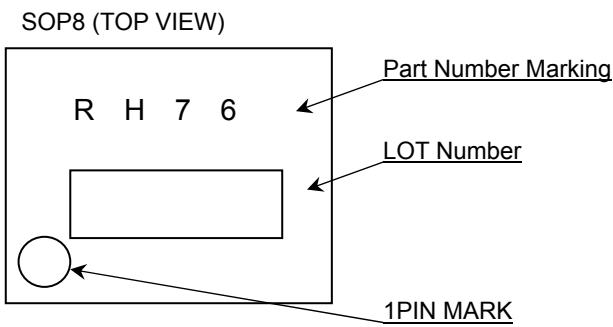 SOP8 (TOP VIEW)
Part Number Marking
R H 7 6
LOT Number
1PIN MARK